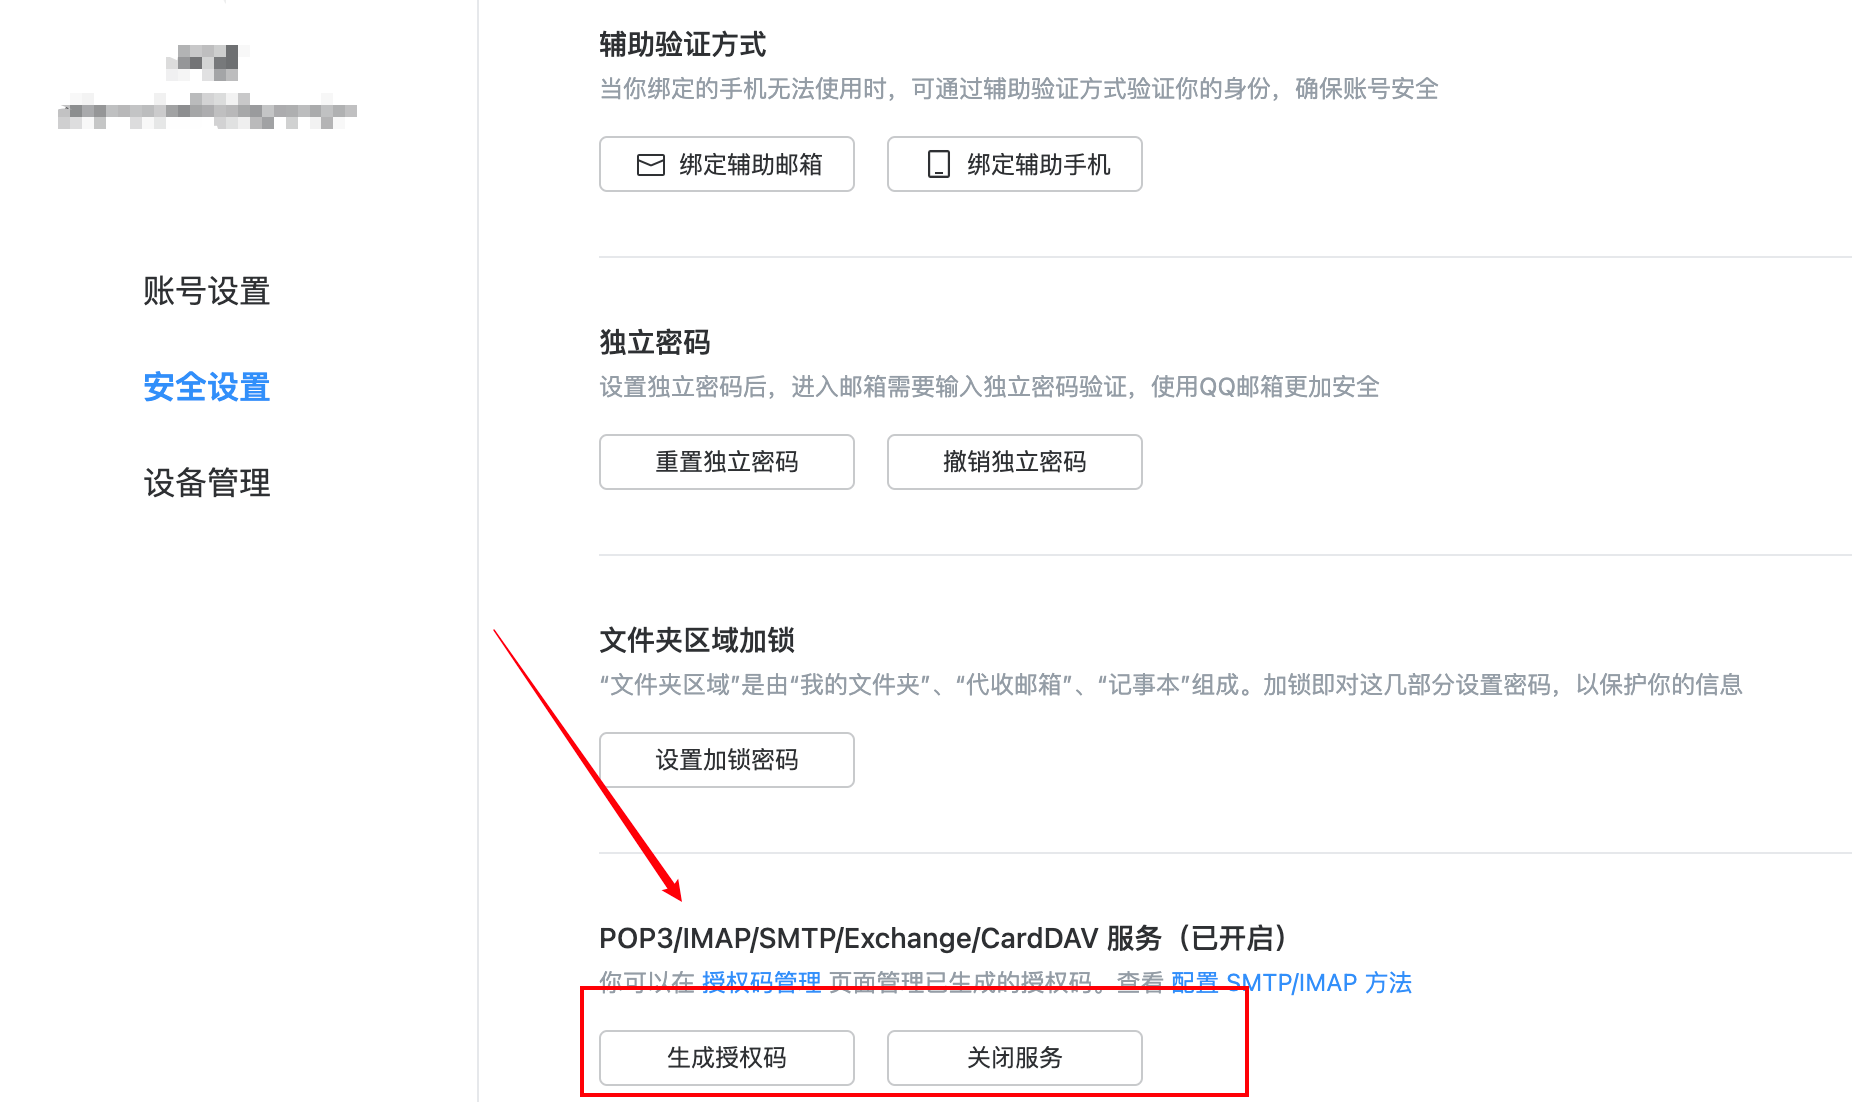 账号设置
安全设置
设备管理
辅助验证方式
当你绑定的手机无法使用时，可通过辅助验证方式验证你的身份，确保账号安全
绑定辅助邮箱
绑定辅助手机
独立密码
设置独立密码后，进入邮箱需要输入独立密码验证，使用QQ邮箱更加安全
重置独立密码
撤销独立密码
文件夹区域加锁
“文件夹区域”是由“我的文件夹”、“代收邮箱”、“记事本”组成。加锁即对这几部分设置密码，以保护你的信息
设置加锁密码
POP3/IMAP/SMTP/Exchange/CardDAV 服务（已开启）
你可以在 授权码管理 页面管理已生成的授权码。查看 配置 SMTP/IMAP 方法
生成授权码
关闭服务